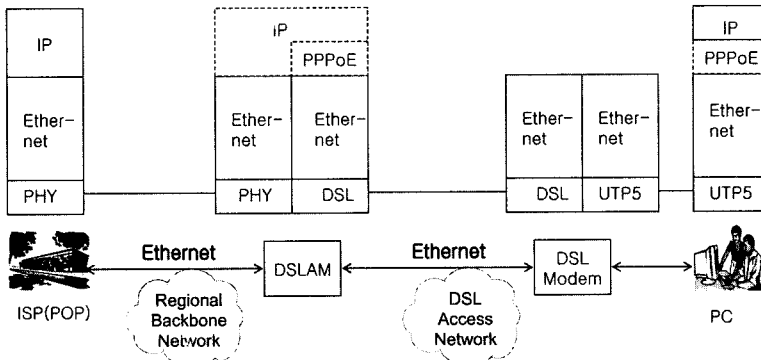 IP
Ether-
net
PHY
IP
PPPoE
Ether-
net
Ether-
net
PHY
DSL
Ether-
net
Ether-
net
DSL
UTP5
IP
PPPoE
Ether-
net
UTP5
ISP(POP)
Ethernet
Regional
Backbone
Network
DSLAM
Ethernet
DSL
Access
Network
DSL
Modem
PC